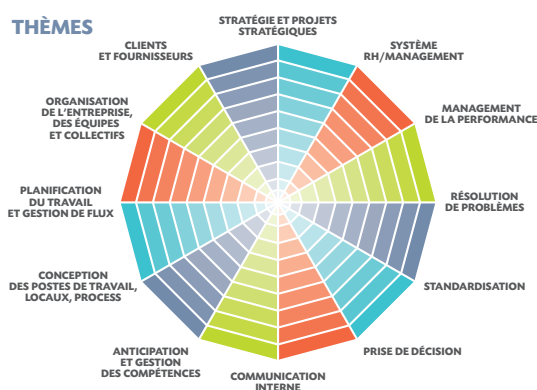 THÈMES
STRATÉGIE ET PROJETS
STRATÉGIQUES
SYSTÈME
RH/MANAGEMENT
MANAGEMENT
DE LA PERFORMANCE
RÉSOLUTION
DE PROBLÈMES
STANDARDISATION
PRISE DE DÉCISION
COMMUNICATION
INTERNE
ANTICIPATION
ET GESTION
DES COMPÉTENCES
CONCEPTION
DES POSTES DE TRAVAIL,
LOCAUX, PROCESS
PLANIFICATION
DU TRAVAIL
ET GESTION DE FLUX
ORGANISATION
DE L'ENTREPRISE,
DES ÉQUIPES
ET COLLECTIFS
CLIENTS
ET FOURNISSEURS